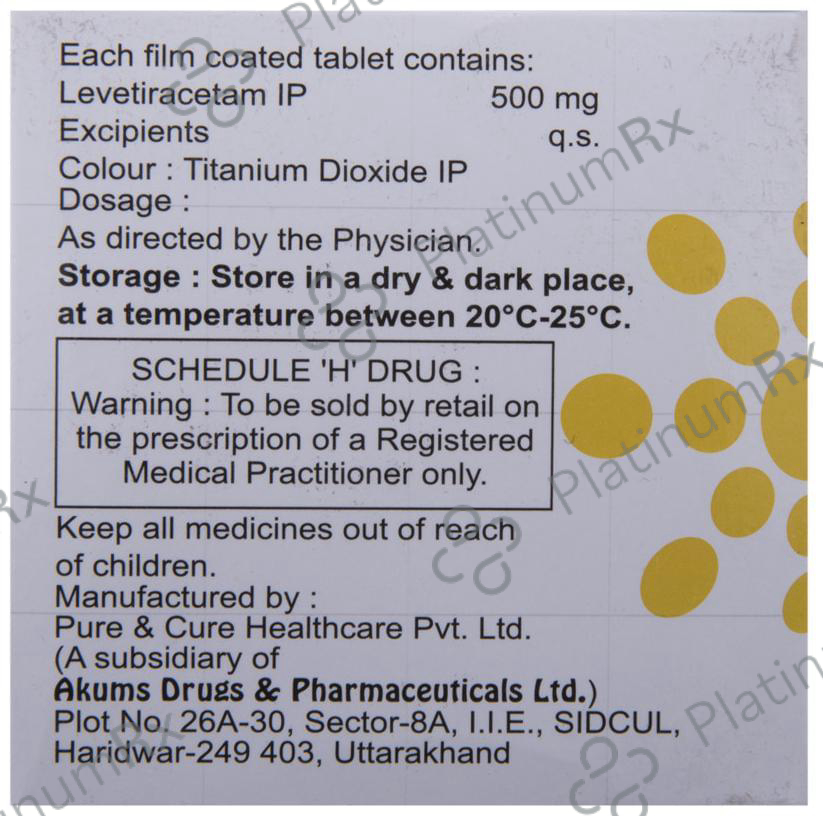 Each film coated tablet contains:
Levetiracetam IP 500 mg
Excipients q.s.
Colour : Titanium Dioxide IP
Dosage :
As directed by the Physician.
Storage : Store in a dry & dark place,
at a temperature between 20°C-25°C.
SCHEDULE 'H' DRUG :
Warning : To be sold by retail on
the prescription of a Registered
Medical Practitioner only.
Keep all medicines out of reach
of children.
Manufactured by :
Pure & Cure Healthcare Pvt. Ltd.
(A subsidiary of
Akums Drugs & Pharmaceuticals Ltd.)
Plot No. 26A-30, Sector-8A, I.I.E., SIDCUL,
Haridwar-249 403, Uttarakhand
PlatinumRx
PlatinumRx